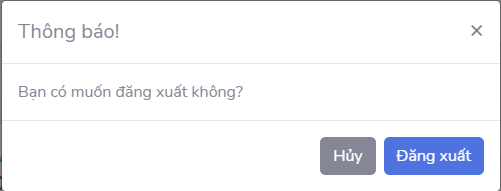 Thông báo!
×
Bạn có muốn đăng xuất không?
Hủy
Đăng xuất